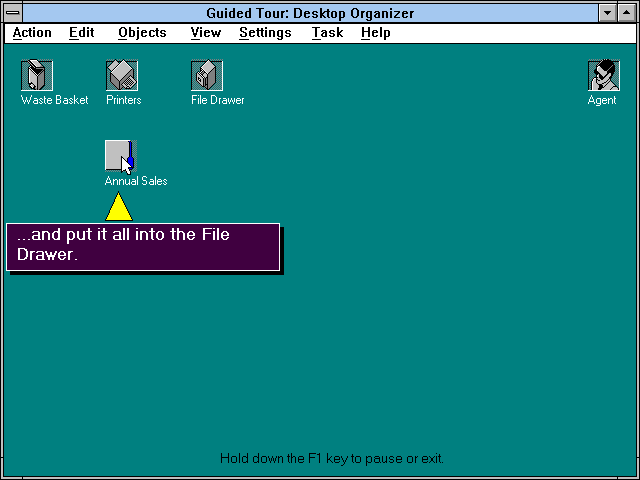 Guided Tour: Desktop Organizer
Action Edit Objects View Settings Task Help
Waste Basket Printers File Drawer Agent
Annual Sales
...and put it all into the File
Drawer.
Hold down the F1 key to pause or exit.